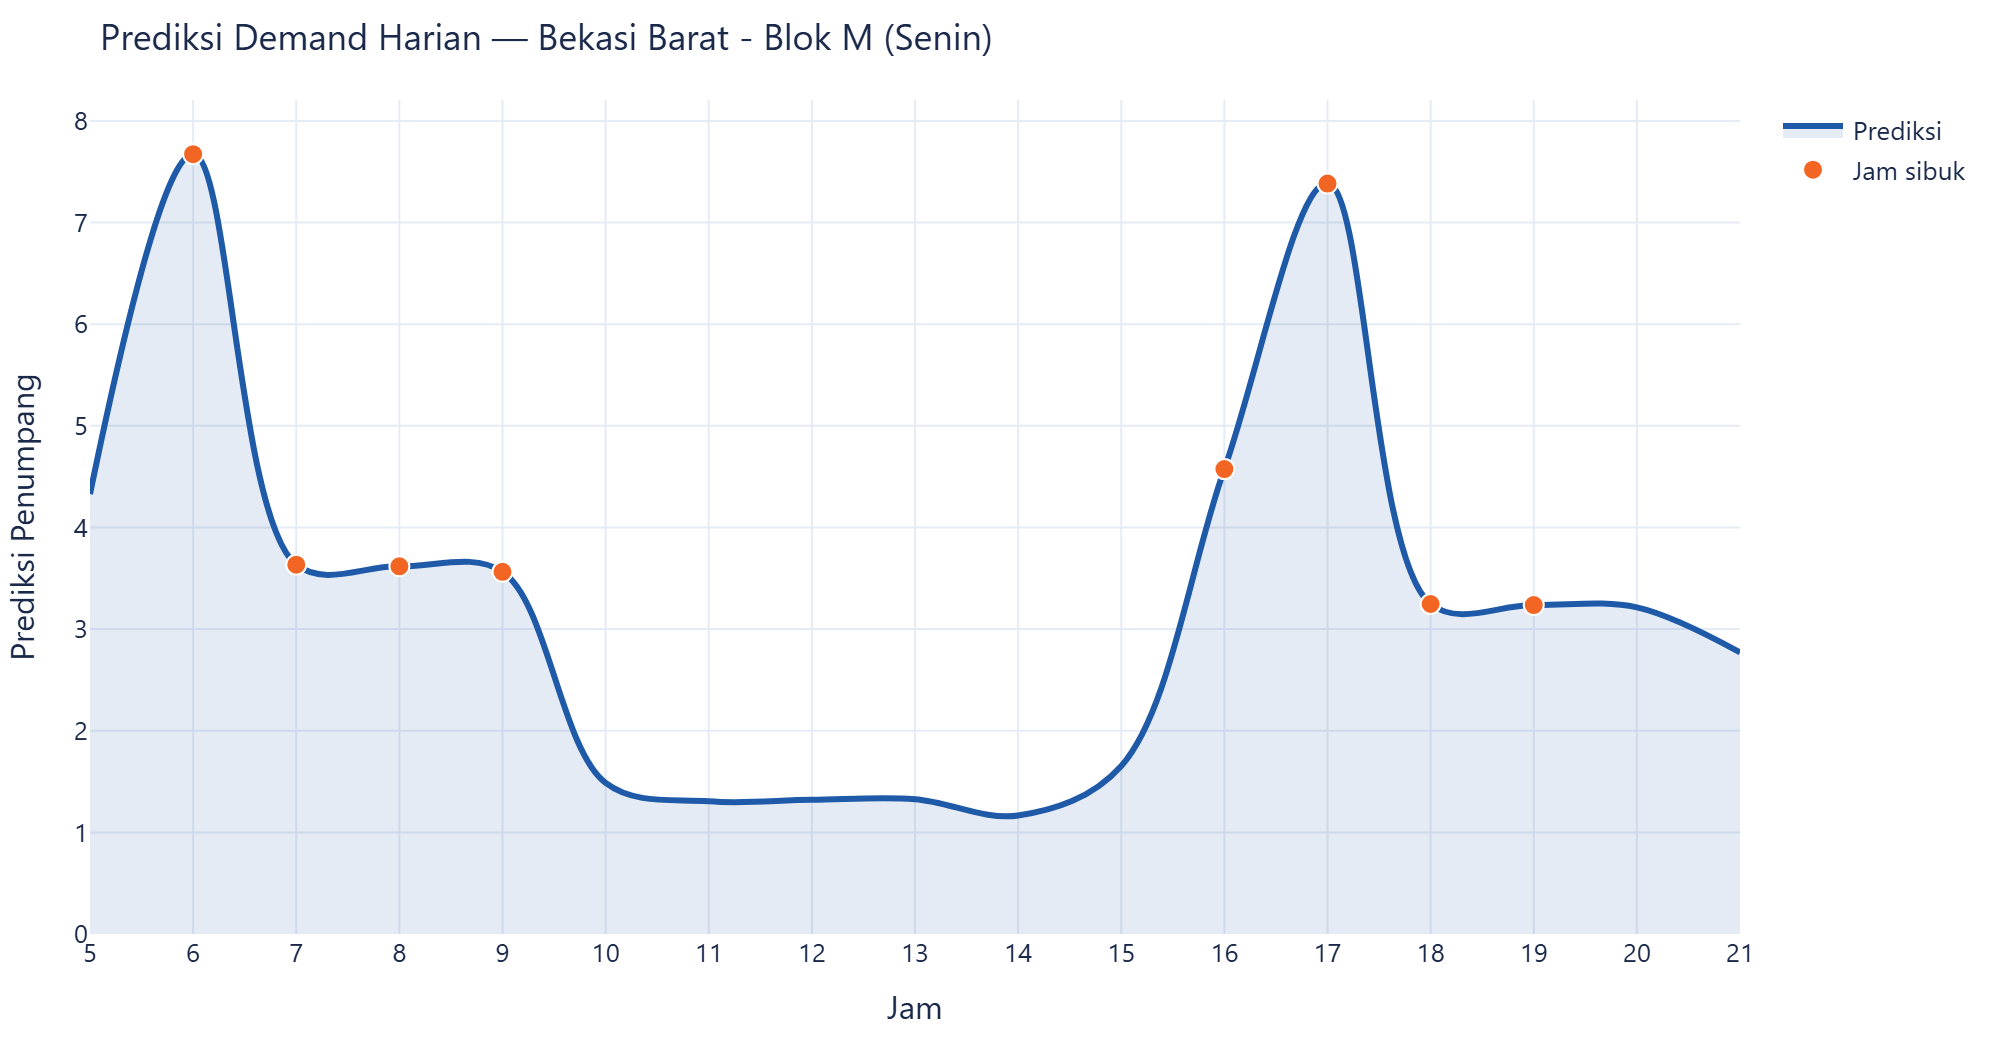 Prediksi Demand Harian — Bekasi Barat - Blok M (Senin)
Prediksi
Jam sibuk
Prediksi Penumpang
8
7
6
5
4
3
2
1
0
5 6 7 8 9 10 11 12 13 14 15 16 17 18 19 20 21
Jam